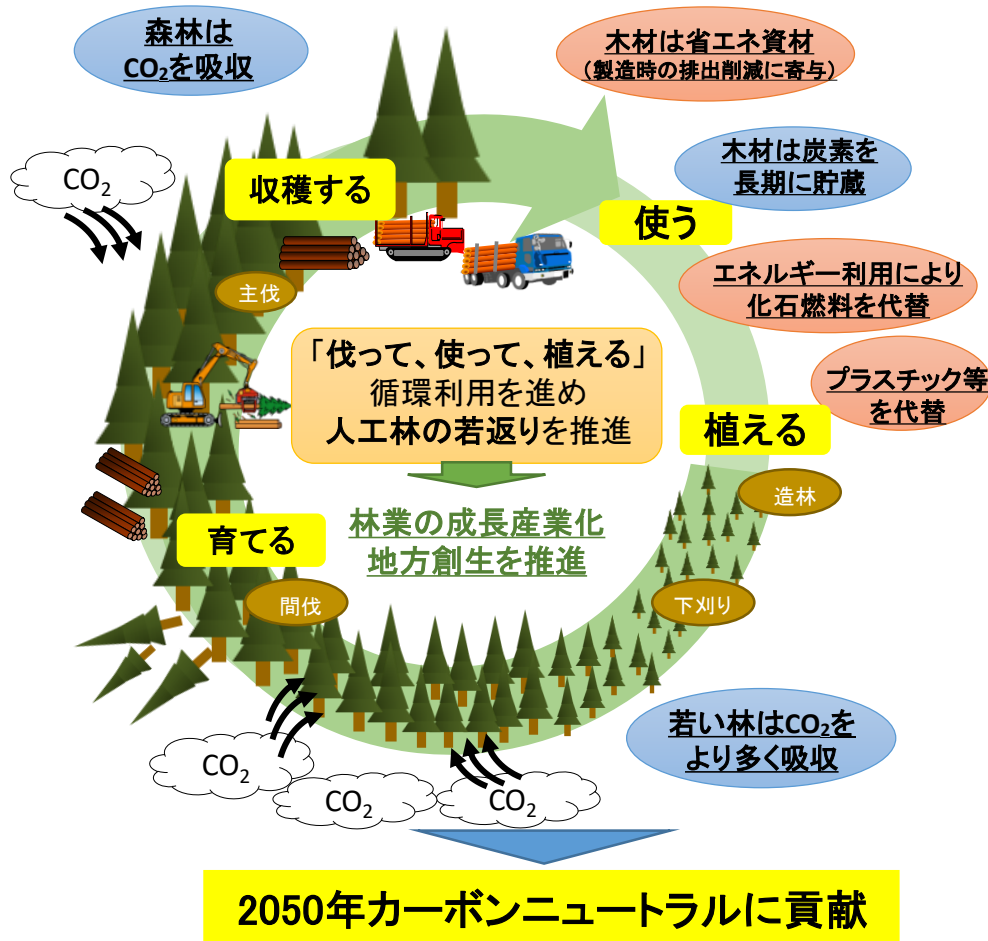 森林は
CO₂を吸収
木材は省エネ資材
（製造時の排出削減に寄与）
CO₂
収穫する
木材は炭素を
長期に貯蔵
使う
主伐
エネルギー利用により
化石燃料を代替
「伐って、使って、植える」
循環利用を進め
人工林の若返りを推進
プラスチック等
を代替
植える
造林
林業の成長産業化
地方創生を推進
育てる
間伐
下刈り
若い林はCO₂を
より多く吸収
CO₂
CO₂
CO₂
2050年カーボンニュートラルに貢献